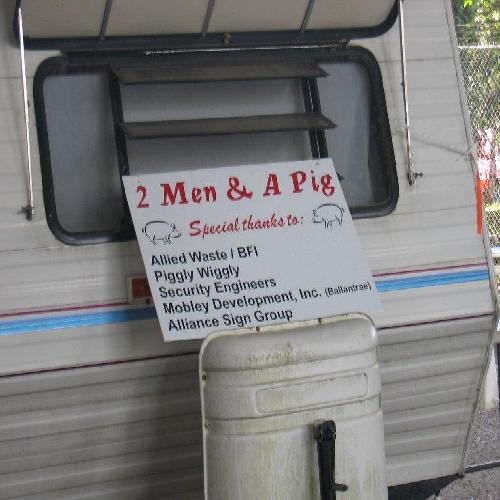 2 Men & A Pig
Special thanks to:
Allied Waste / BFI
Piggly Wiggly
Security Engineers
Mobley Development, Inc. (Ballantrae)
Alliance Sign Group